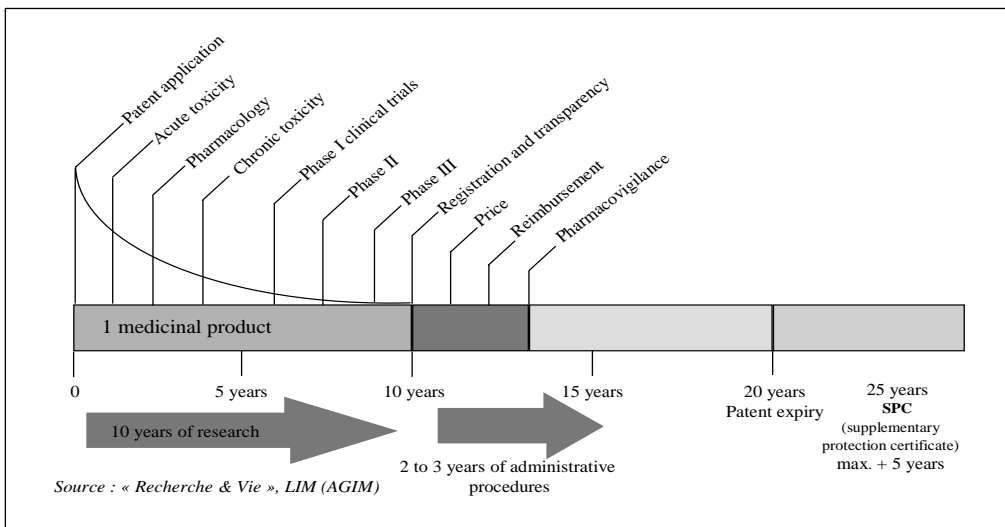 Patent application
Acute toxicity
Pharmacology
Chronic toxicity
Phase I clinical trials
Phase II
Phase III
Registration and transparency
Price
Reimbursement
Pharmacovigilance
1 medicinal product
0
5 years
10 years
15 years
20 years
Patent expiry
25 years
SPC
(supplementary
protection certificate)
max. + 5 years
10 years of research
2 to 3 years of administrative
procedures
Source : « Recherche & Vie », LIM (AGIM)